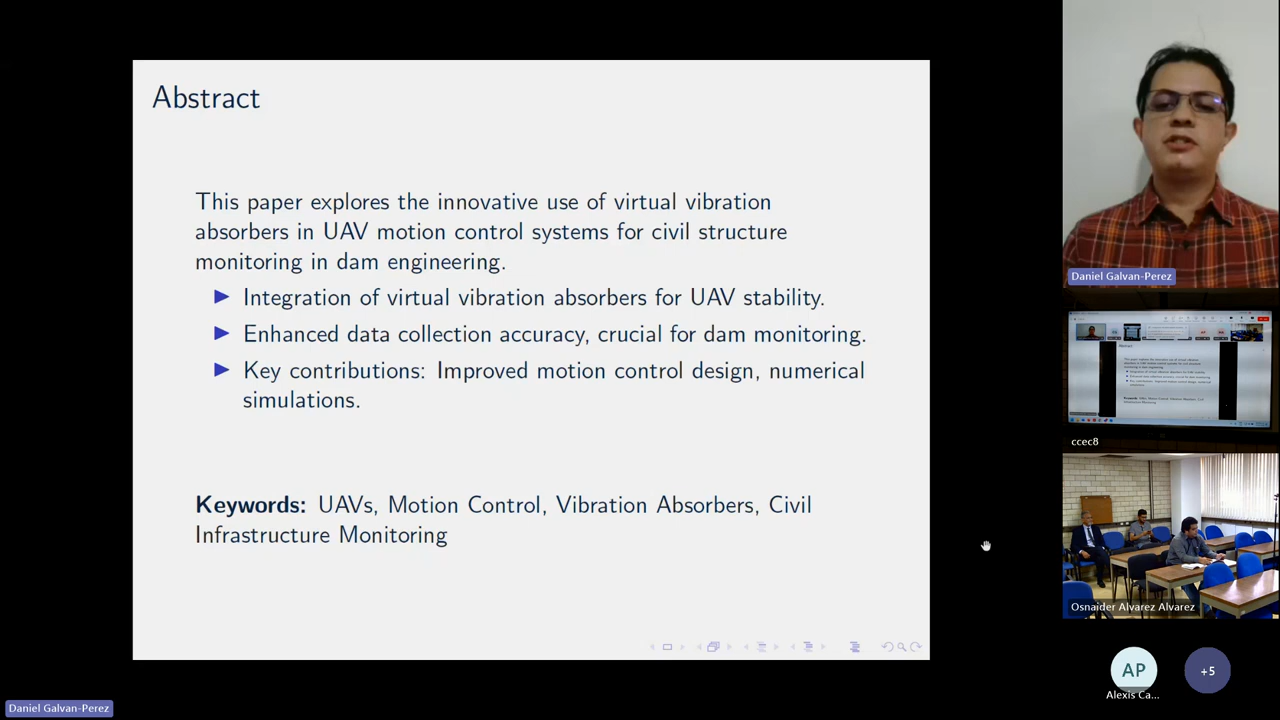 Abstract
This paper explores the innovative use of virtual vibration
absorbers in UAV motion control systems for civil structure
monitoring in dam engineering.
Integration of virtual vibration absorbers for UAV stability.
Enhanced data collection accuracy, crucial for dam monitoring.
Key contributions: Improved motion control design, numerical
simulations.
Keywords: UAVs, Motion Control, Vibration Absorbers, Civil
Infrastructure Monitoring
Daniel Galvan-Perez
Daniel Galvan-Perez
ccec8
Osnaider Alvarez Alvarez
AP
Alexis Ca...
+5